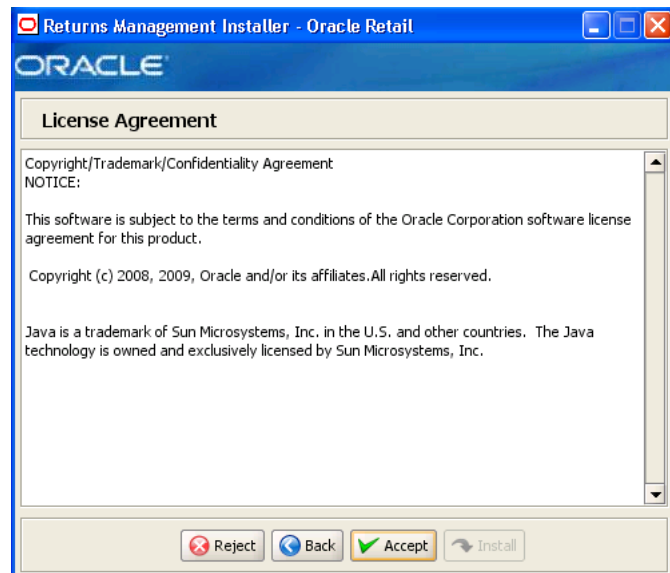 Returns Management Installer - Oracle Retail
ORACLE
License Agreement
Copyright/Trademark/Confidentiality Agreement
NOTICE:
This software is subject to the terms and conditions of the Oracle Corporation software license
agreement for this product.
Copyright (c) 2008, 2009, Oracle and/or its affiliates.All rights reserved.
Java is a trademark of Sun Microsystems, Inc. in the U.S. and other countries.  The Java
technology is owned and exclusively licensed by Sun Microsystems, Inc.
Reject Back Accept Install